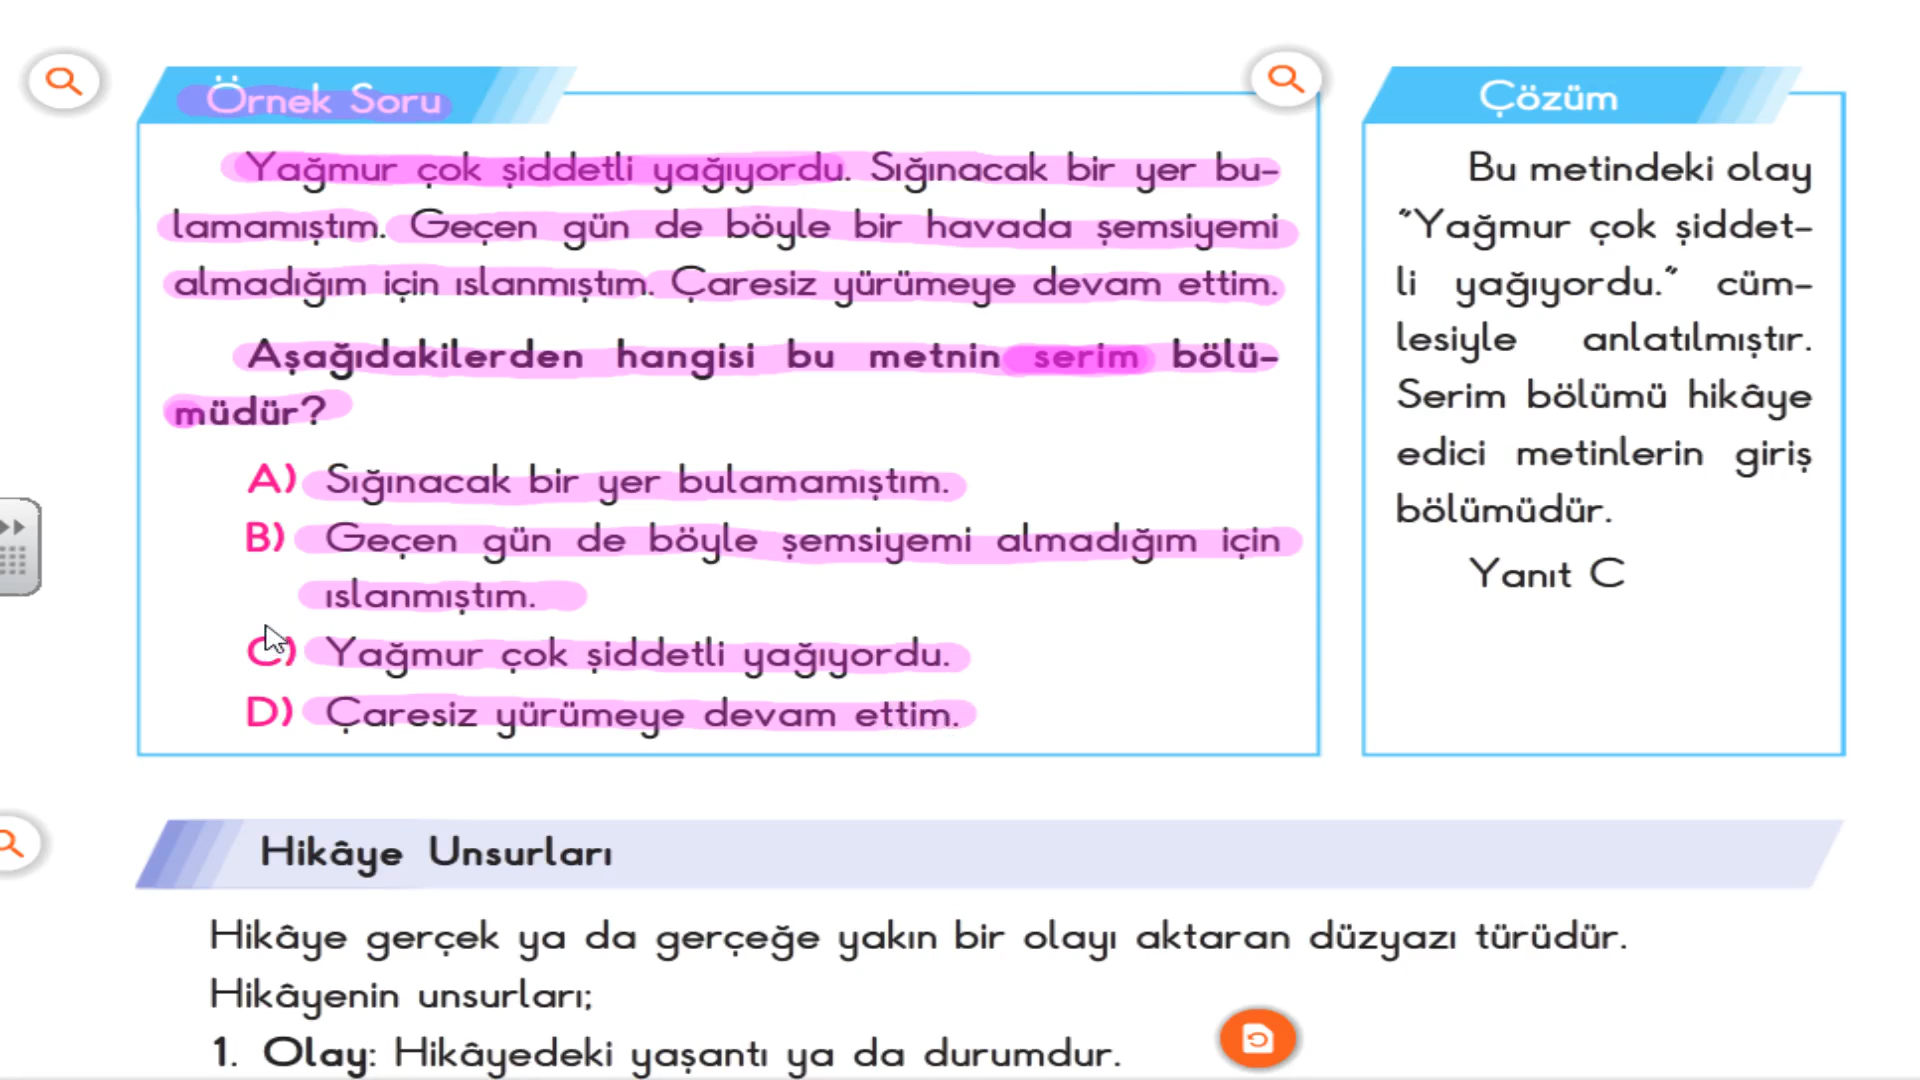 Örnek Soru
Yağmur çok şiddetli yağıyordu. Sığınacak bir yer bu-
lamamıştım. Geçen gün de böyle bir havada şemsiyemi
almadığım için ıslanmıştım. Çaresiz yürümeye devam ettim.
Aşağıdakilerden hangisi bu metnin serim bölü-
müdür?
A) Sığınacak bir yer bulamamıştım.
B) Geçen gün de böyle şemsiyemi almadığım için
ıslanmıştım.
C) Yağmur çok şiddetli yağıyordu.
D) Çaresiz yürümeye devam ettim.
Çözüm
Bu metindeki olay
"Yağmur çok şiddet-
li yağıyordu." cüm-
lesiyle anlatılmıştır.
Serim bölümü hikâye
edici metinlerin giriş
bölümüdür.
Yanıt C
Hikâye Unsurları
Hikâye gerçek ya da gerçeğe yakın bir olayı aktaran düzyazı türüdür.
Hikâyenin unsurları;
1. Olay: Hikâyedeki yaşantı ya da durumdur.